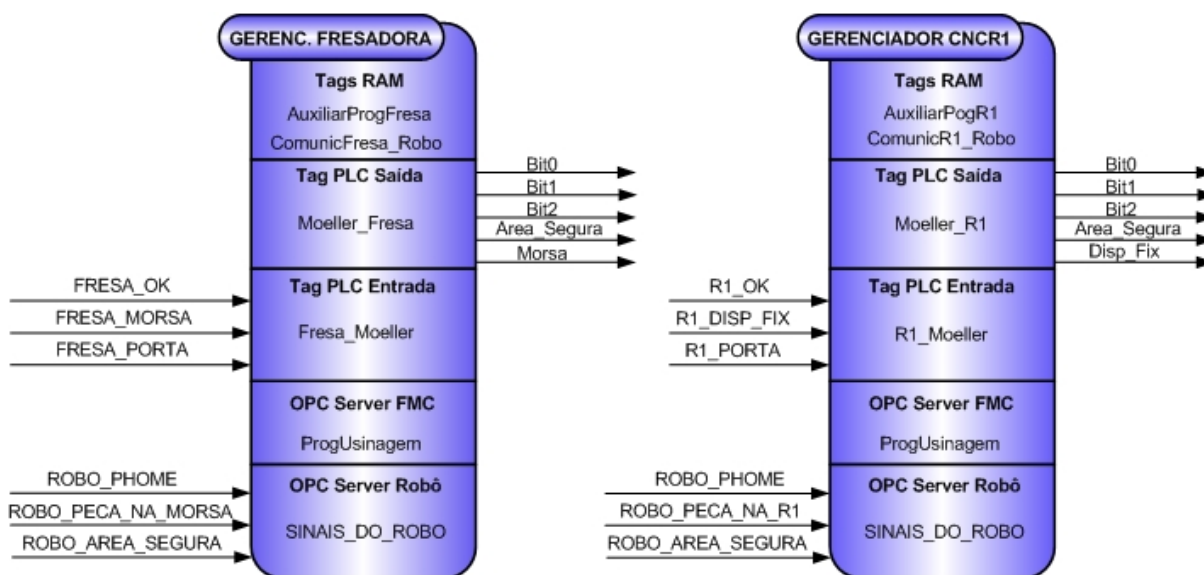 GERENC. FRESADORA
Tags RAM
AuxiliarProgFresa
ComunicFresa_Robo
Tag PLC Saída
Moeller_Fresa
Bit0
Bit1
Bit2
Area_Segura
Morsa
FRESA_OK
FRESA_MORSA
FRESA_PORTA
Tag PLC Entrada
Fresa_Moeller
OPC Server FMC
ProgUsinagem
ROBO_PHOME
ROBO_PECA_NA_MORSA
ROBO_AREA_SEGURA
OPC Server Robô
SINAIS_DO_ROBO
GERENCIADOR CNCR1
Tags RAM
AuxiliarPogR1
ComunicR1_Robo
Tag PLC Saída
Moeller_R1
Bit0
Bit1
Bit2
Area_Segura
Disp_Fix
R1_OK
R1_DISP_FIX
R1_PORTA
Tag PLC Entrada
R1_Moeller
OPC Server FMC
ProgUsinagem
ROBO_PHOME
ROBO_PECA_NA_R1
ROBO_AREA_SEGURA
OPC Server Robô
SINAIS_DO_ROBO